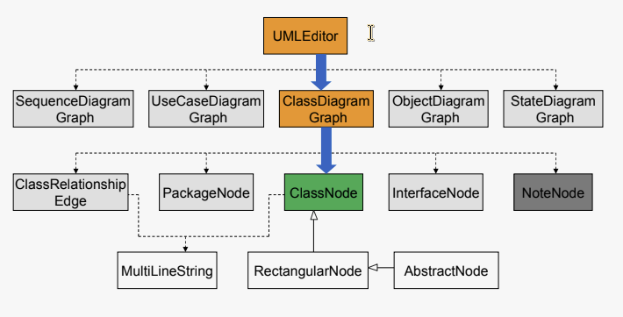 UMLEditor
SequenceDiagram
Graph
UseCaseDiagram
Graph
ClassDiagram
Graph
ObjectDiagram
Graph
StateDiagram
Graph
ClassRelationship
Edge
PackageNode
ClassNode
InterfaceNode
NoteNode
MultiLineString
RectangularNode
AbstractNode